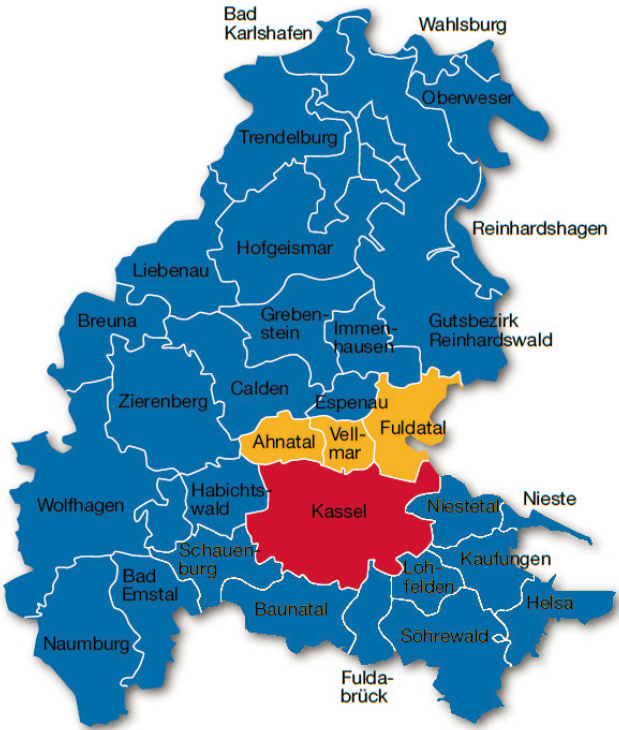 Bad
Karlshafen
Wahlsburg
Oberweser
Trendelburg
Reinhardshagen
Hofgeismar
Liebenau
Greben-
stein
Immen-
hausen
Breuna
Gutsbezirk
Reinhardswald
Zierenberg
Calden
Espenau
Ahnatal
Vell-
mar
Fuldatal
Wolfhagen
Habichts-
wald
Kassel
Niestetal
Nieste
Schauen-
burg
Kaufungen
Bad
Emstal
Loh-
felden
Baunatal
Helsa
Naumburg
Söhrewald
Fulda-
brück